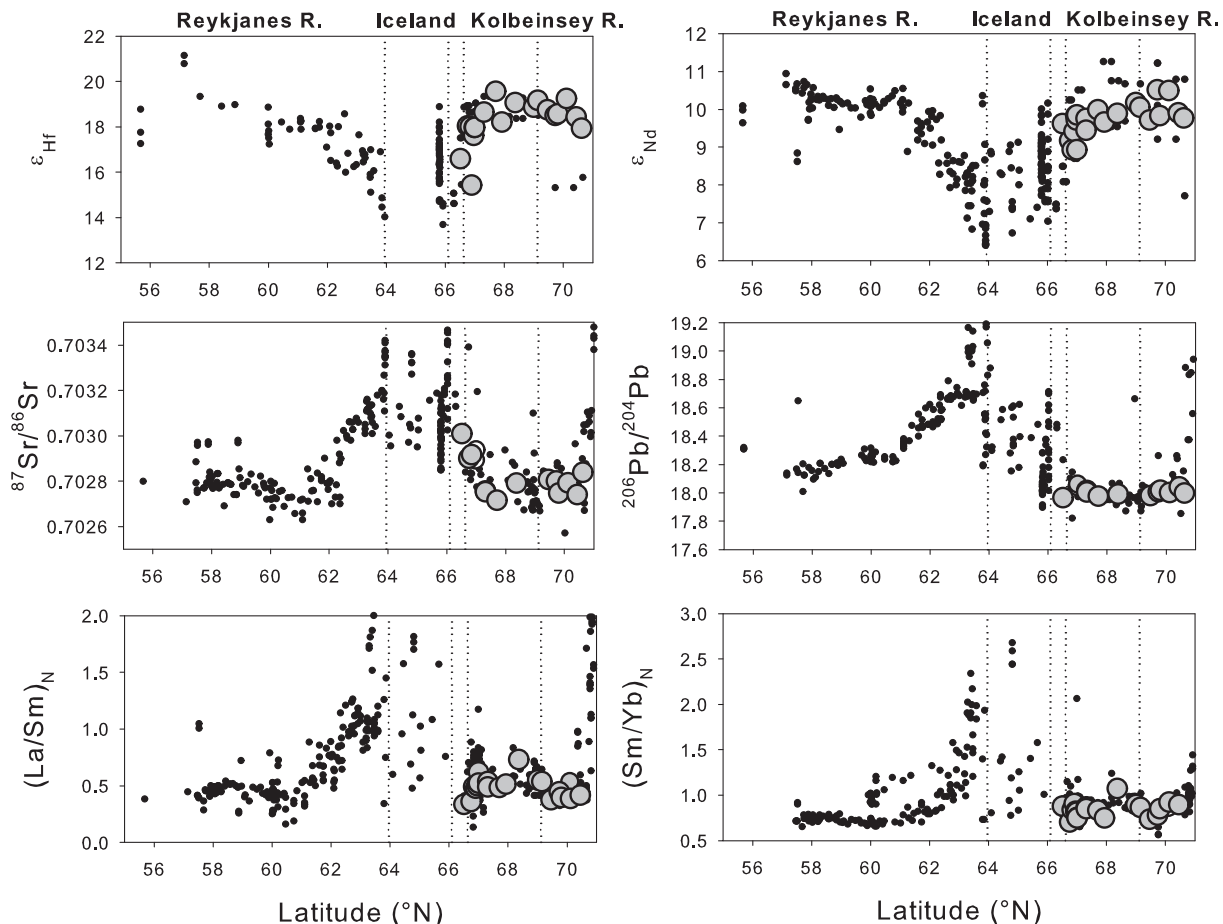 Reykjanes R. Iceland Kolbeinsey R. Reykjanes R. Iceland Kolbeinsey R.
εHf
22
20
18
16
14
12
56 58 60 62 64 66 68 70
εNd
12
11
10
9
8
7
6
56 58 60 62 64 66 68 70
87Sr/86Sr
0.7034
0.7032
0.7030
0.7028
0.7026
56 58 60 62 64 66 68 70
206Pb/204Pb
19.2
19.0
18.8
18.6
18.4
18.2
18.0
17.8
17.6
56 58 60 62 64 66 68 70
(La/Sm)N
2.0
1.5
1.0
0.5
0.0
56 58 60 62 64 66 68 70
Latitude (°N)
(Sm/Yb)N
3.0
2.5
2.0
1.5
1.0
0.5
56 58 60 62 64 66 68 70
Latitude (°N)